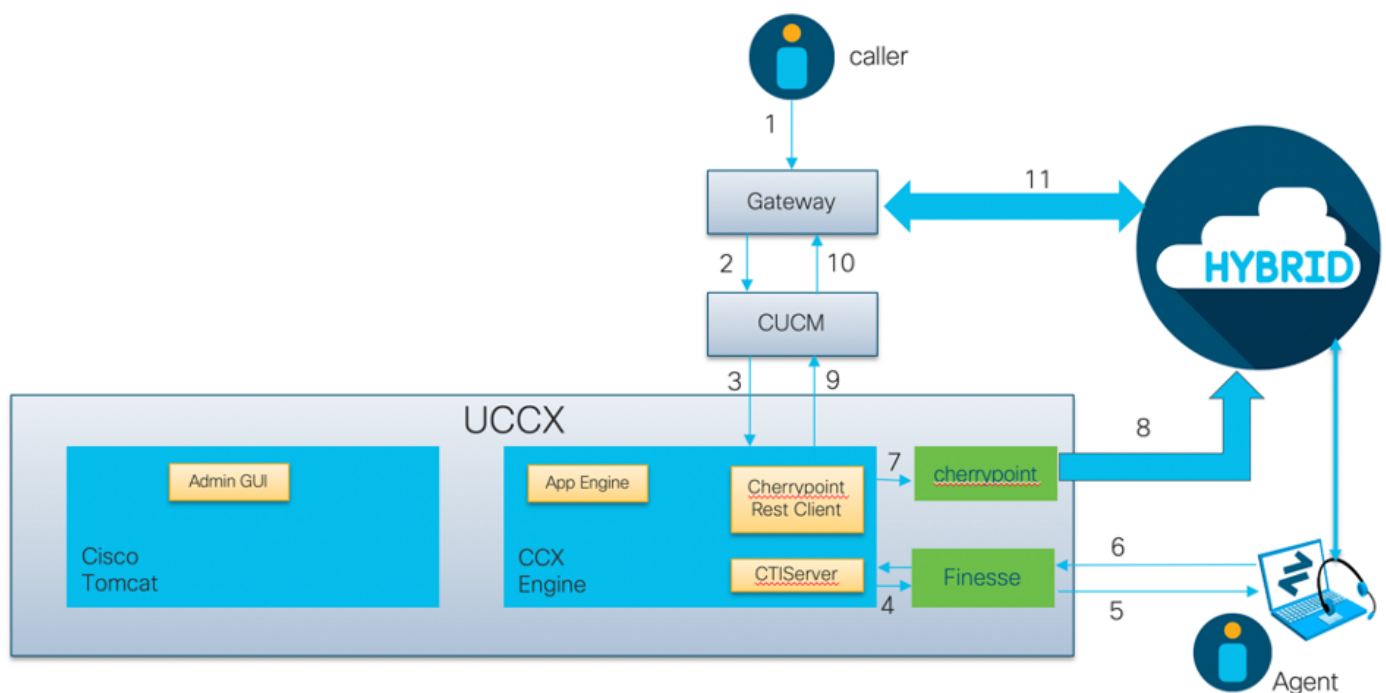 caller
1
Gateway
11
HYBRID
2
10
CUCM
3
9
UCCX
8
Admin GUI
App Engine
Cherrypoint
Rest Client
7
cherrypoint
Cisco
Tomcat
CCX
Engine
CTIServer
4
Finesse
6
5
Agent